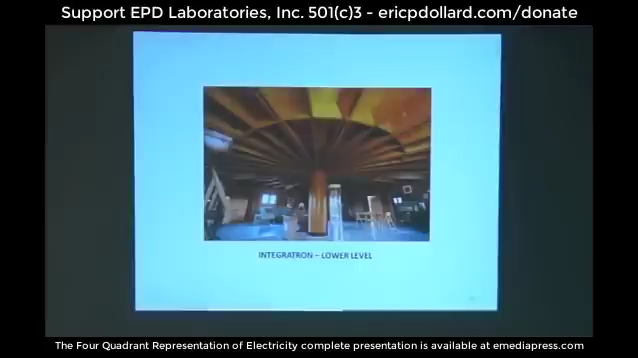 Support EPD Laboratories, Inc. 501(c)3 - ericpdollard.com/donate
INTEGRATRON – LOWER LEVEL
The Four Quadrant Representation of Electricity complete presentation is available at emediapress.com